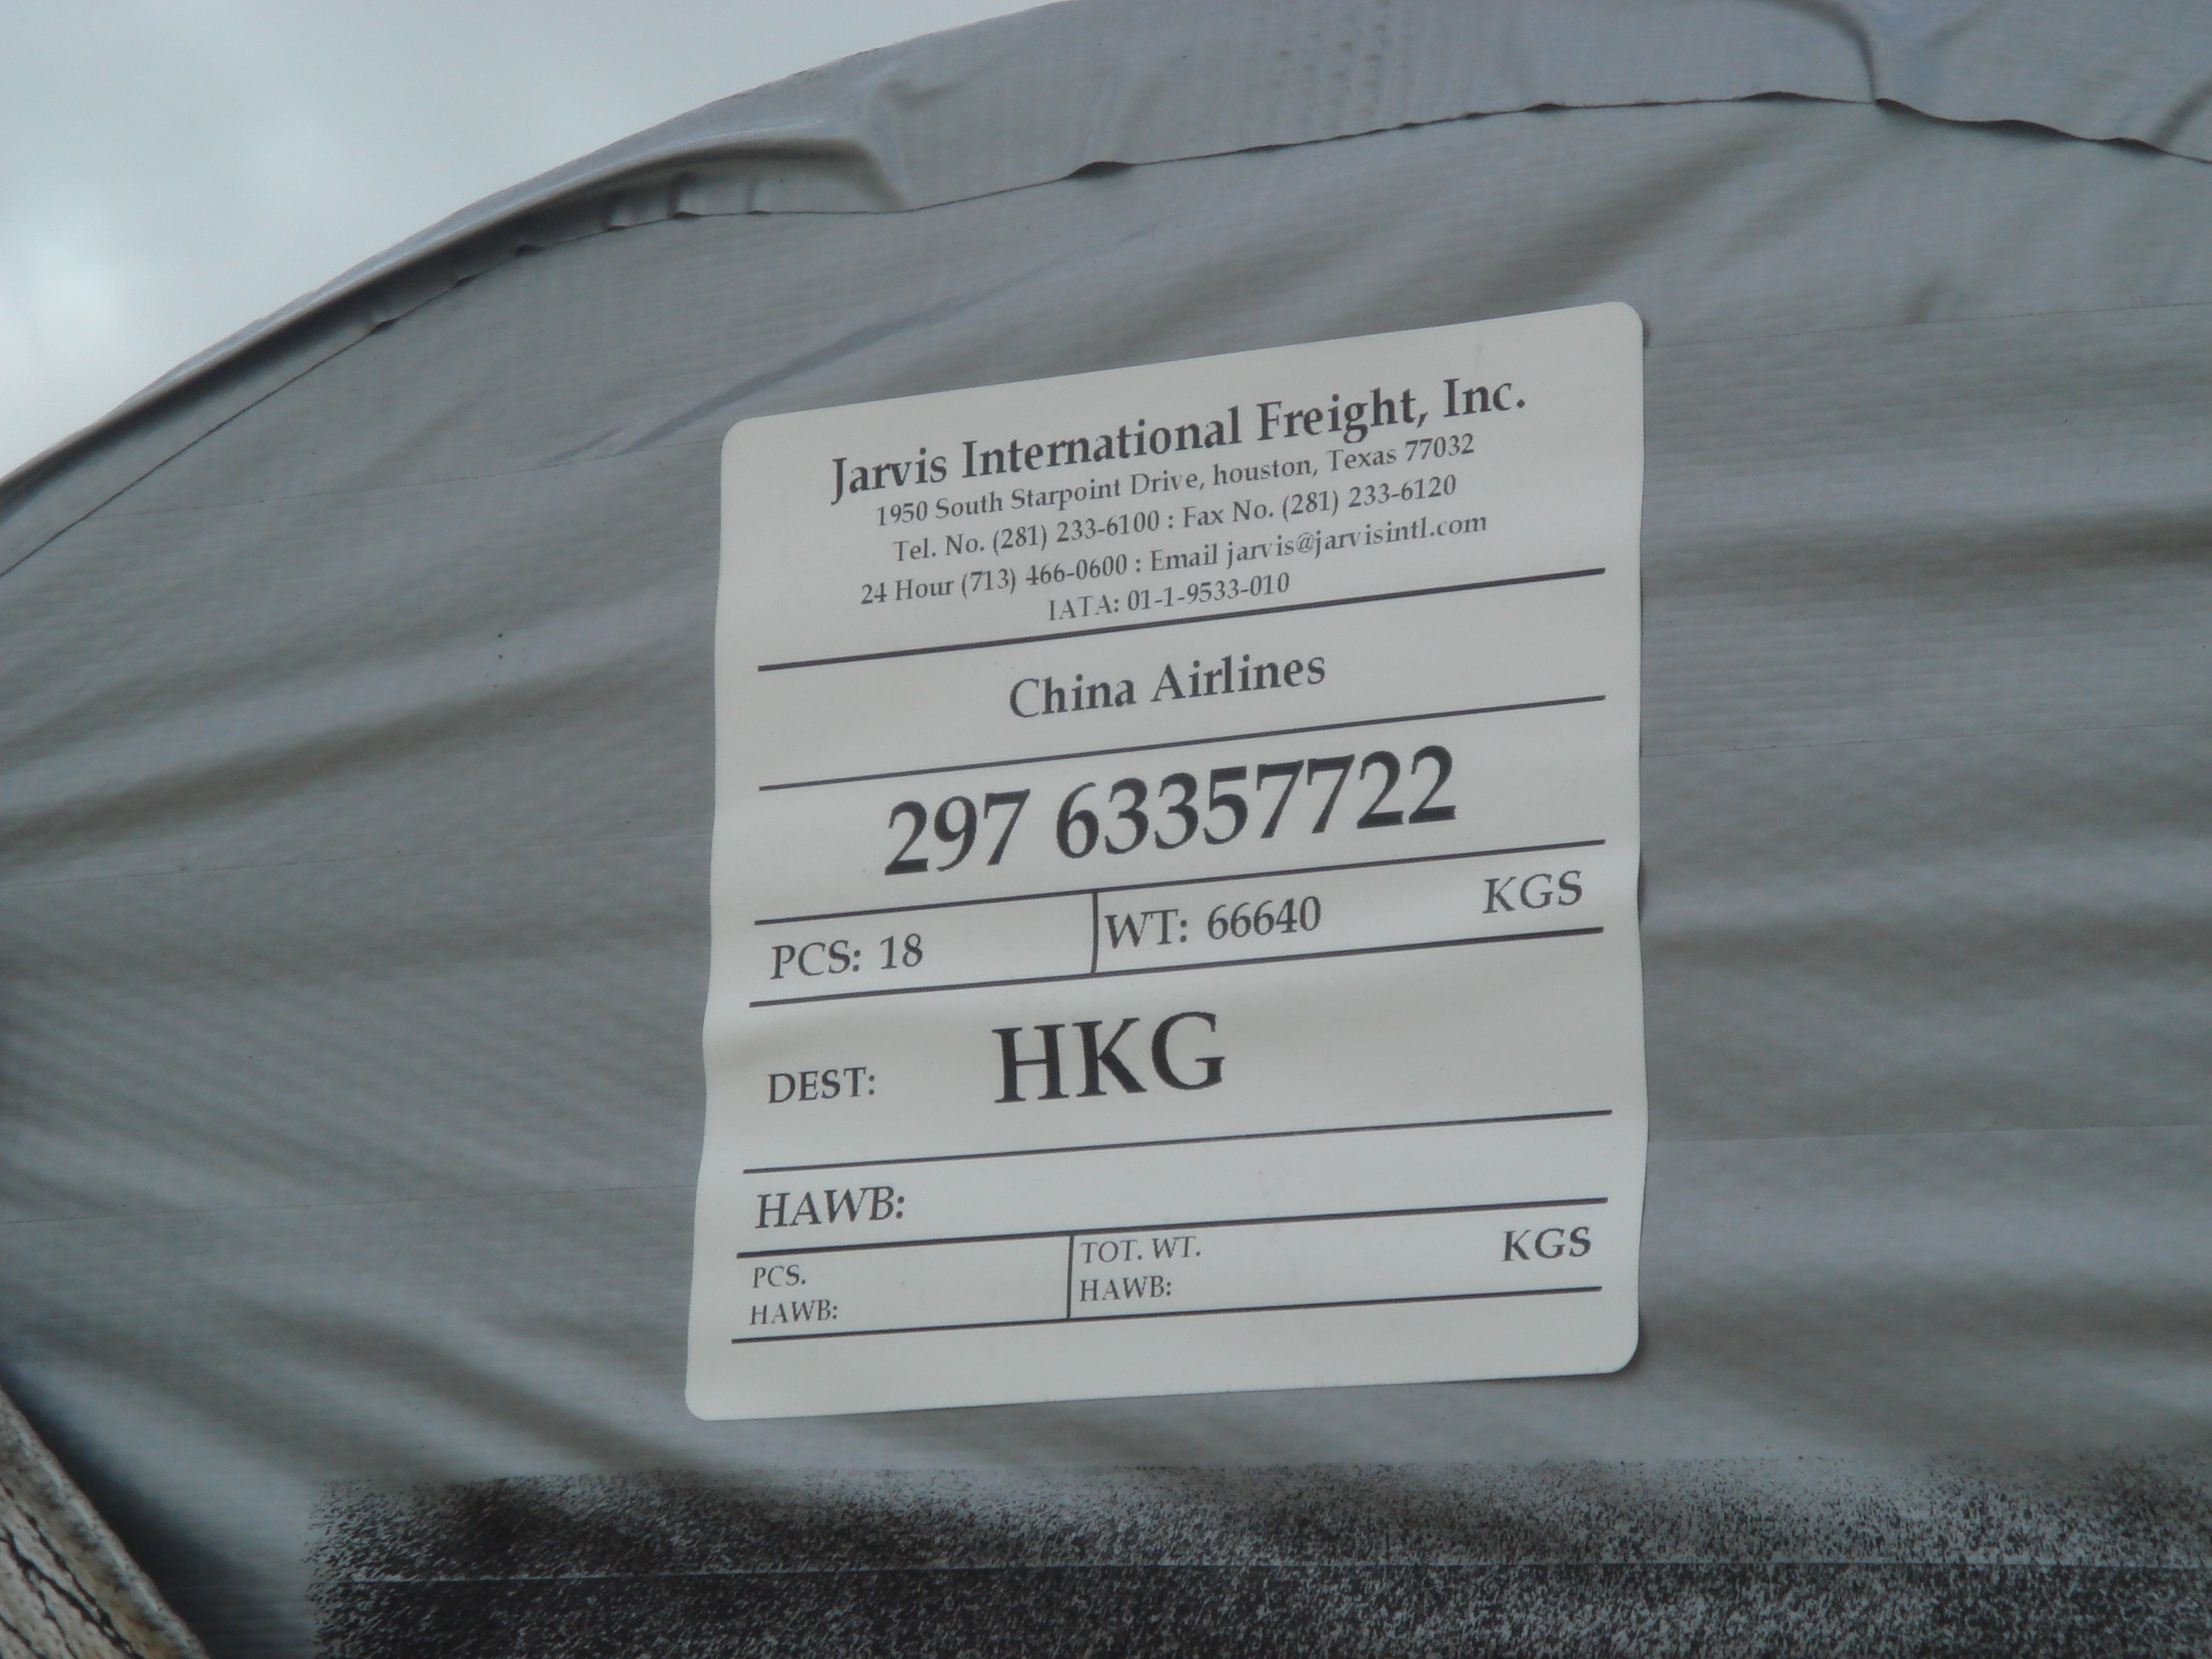 Jarvis International Freight, Inc.
1950 South Starpoint Drive, houston, Texas 77032
Tel. No. (281) 233-6100 : Fax No. (281) 233-6120
24 Hour (713) 466-0600 : Email jarvis@jarvisintl.com
IATA: 01-1-9533-010
China Airlines
297 63357722
PCS: 18 WT: 66640 KGS
DEST: HKG
HAWB:
PCS. TOT. WT. KGS
HAWB: HAWB: